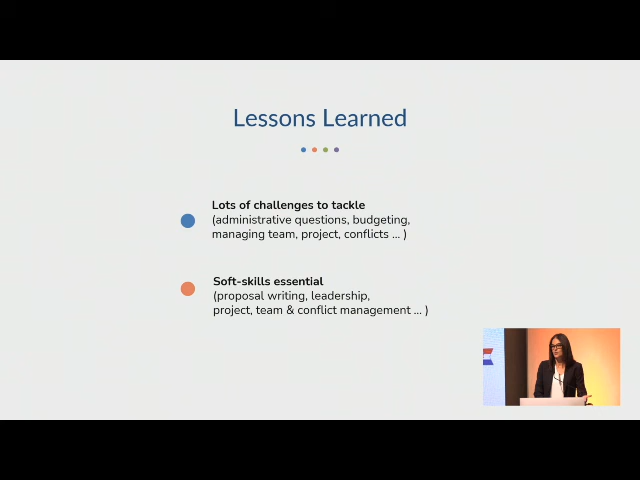 Lessons Learned
Lots of challenges to tackle
(administrative questions, budgeting,
managing team, project, conflicts ... )
Soft-skills essential
(proposal writing, leadership,
project, team & conflict management ... )